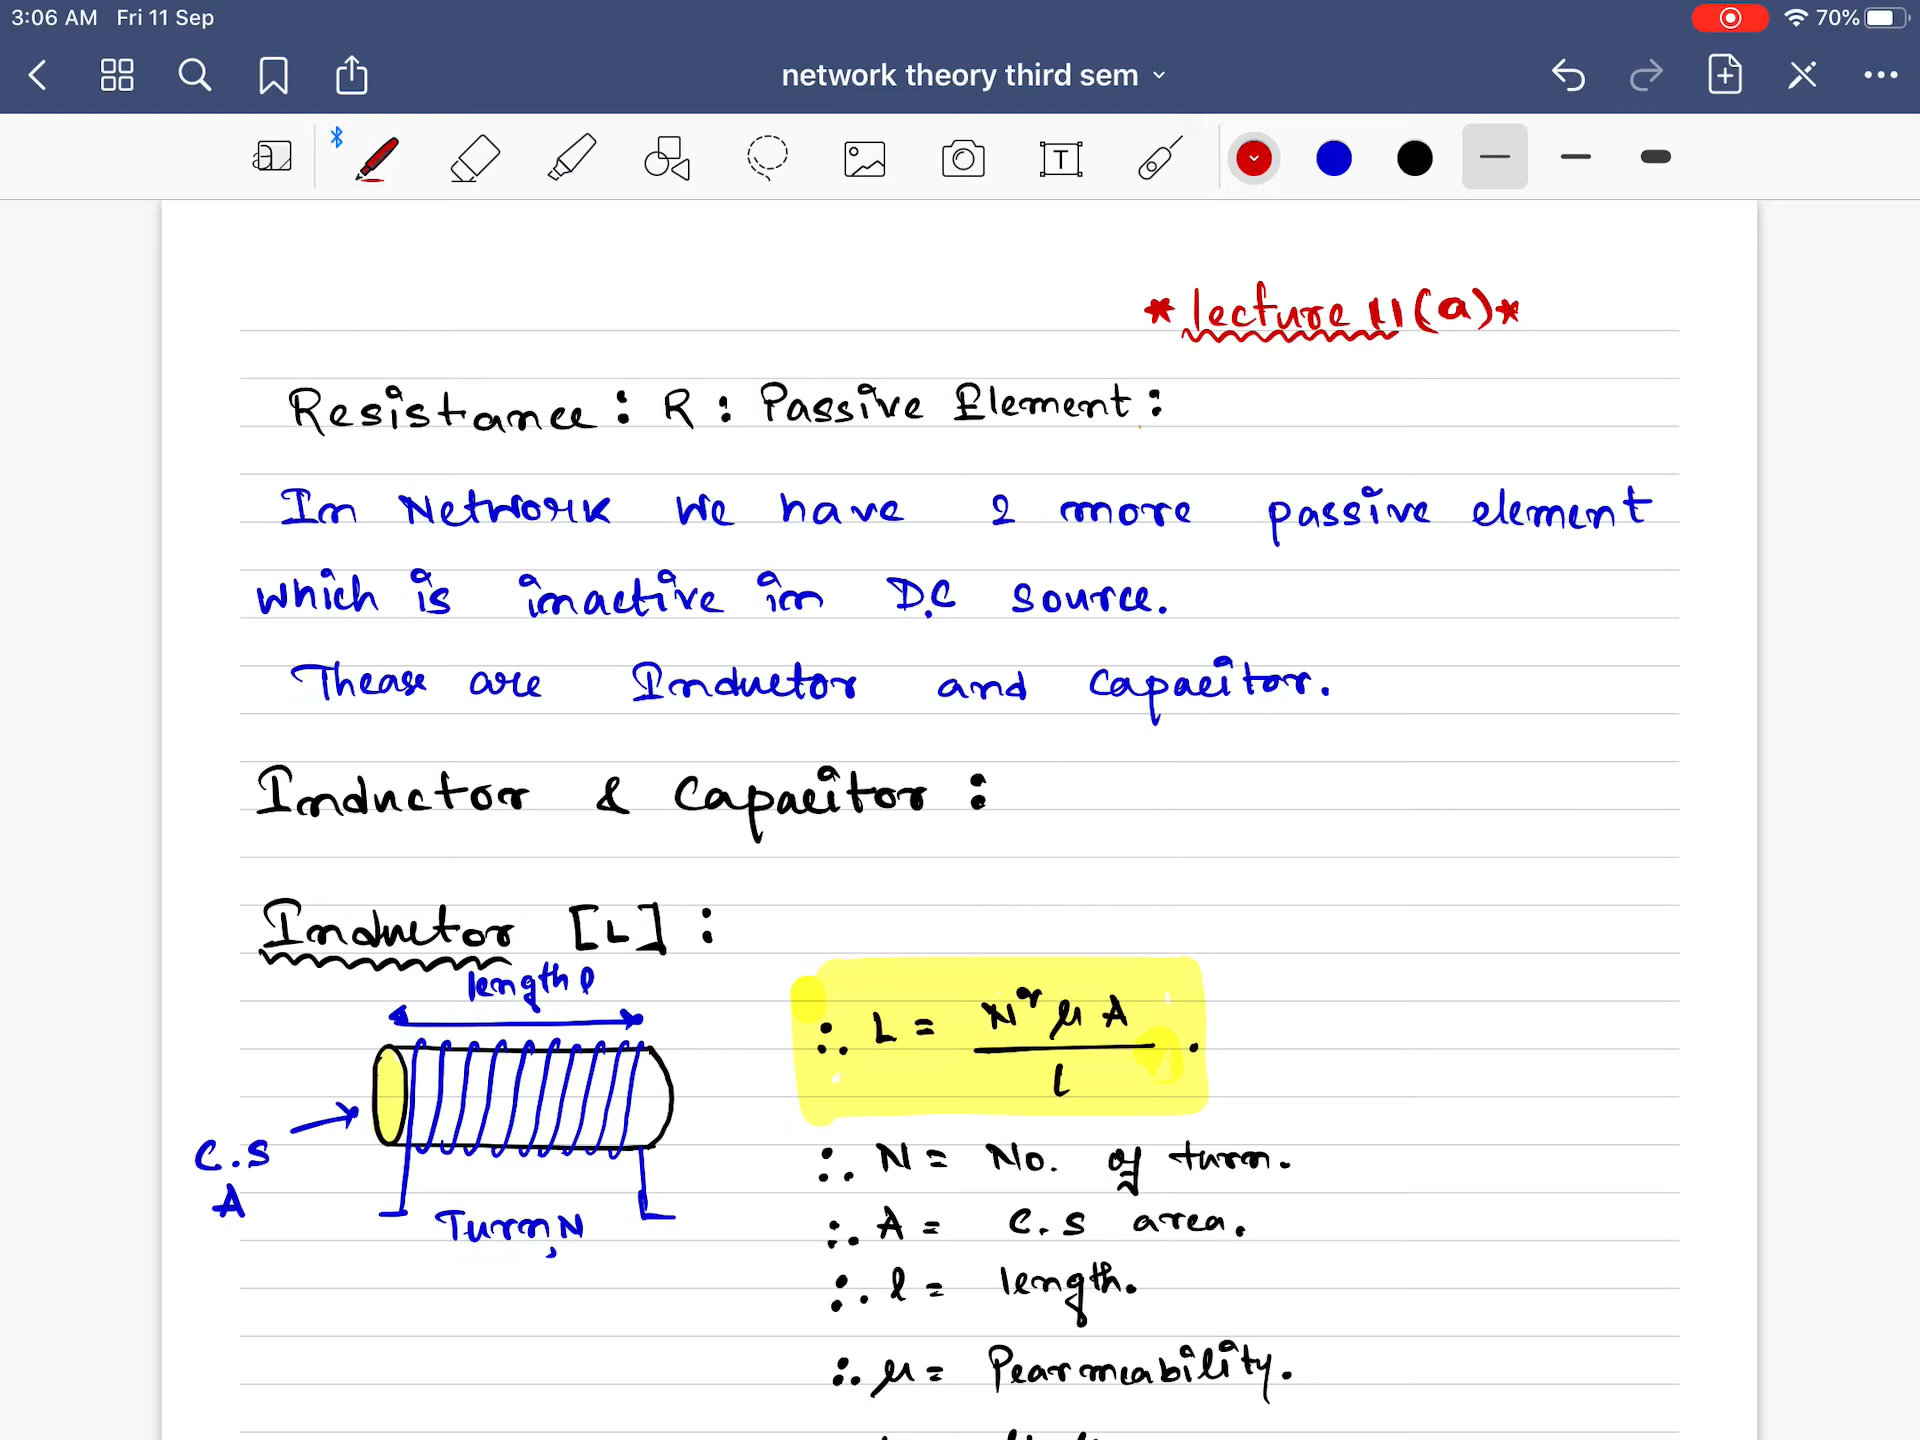 3:06 AM Fri 11 Sep 70%
network theory third sem
T
* lecture 11(a)*
Resistance : R : Passive Element :
In Network we have 2 more passive element
which is inactive in D.C source.
Thease are Inductor and Capacitor.
Inductor & Capacitor :
Inductor [L] :
length l
∴ L = N² μ A / l .
C.S
A
Turn, N
∴ N = No. of turn.
∴ A = C.S area.
∴ l = length.
∴ μ = Pearmeability.